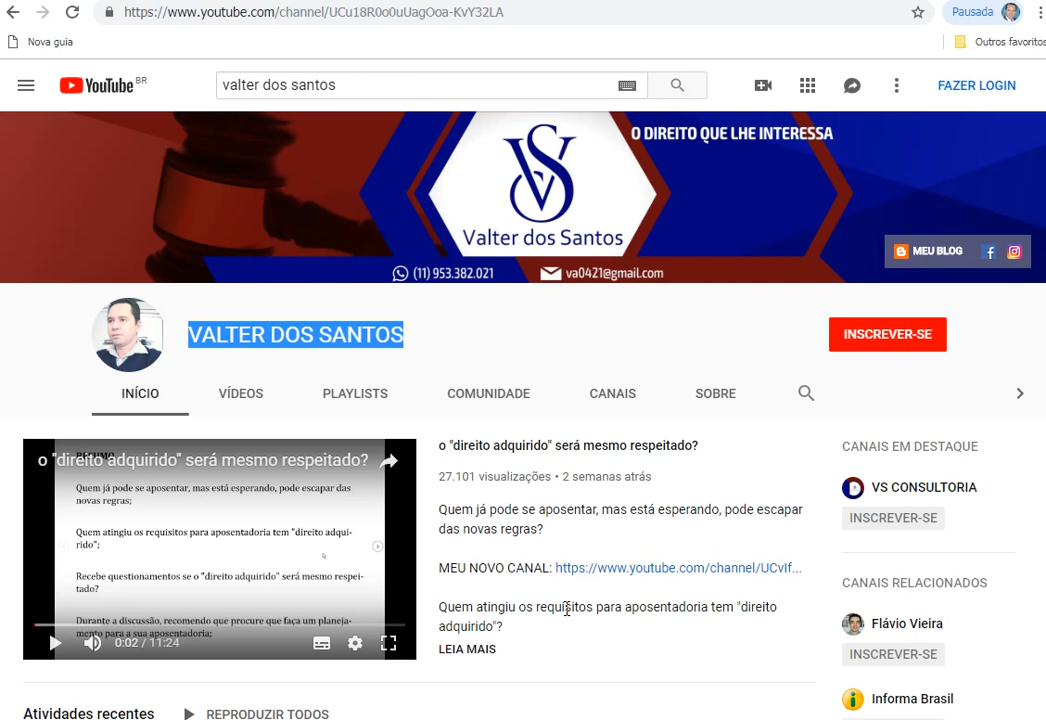 https://www.youtube.com/channel/UCu18R0o0uUagOoa-KvY32LA
Pausada
Nova guia
Outros favoritos
YouTube BR
valter dos santos
FAZER LOGIN
O DIREITO QUE LHE INTERESSA
VS
Valter dos Santos
MEU BLOG
(11) 953.382.021 va0421@gmail.com
VALTER DOS SANTOS
INSCREVER-SE
INÍCIO VÍDEOS PLAYLISTS COMUNIDADE CANAIS SOBRE
RESUMO
o "direito adquirido" será mesmo respeitado?
Quem já pode se aposentar, mas está esperando, pode escapar das
novas regras;
Quem atingiu os requisitos para aposentadoria tem "direito adqui-
rido";
Recebe questionamentos se o "direito adquirido" será mesmo respei-
tado?
Durante a discussão, recomendo que procure que faça um planeja-
mento para a sua aposentadoria;
0:02 / 11:24
o "direito adquirido" será mesmo respeitado?
27.101 visualizações • 2 semanas atrás
Quem já pode se aposentar, mas está esperando, pode escapar
das novas regras?
MEU NOVO CANAL: https://www.youtube.com/channel/UCvIf...
Quem atingiu os requisitos para aposentadoria tem "direito
adquirido"?
LEIA MAIS
CANAIS EM DESTAQUE
VS CONSULTORIA
INSCREVER-SE
CANAIS RELACIONADOS
Flávio Vieira
INSCREVER-SE
Informa Brasil
Atividades recentes REPRODUZIR TODOS